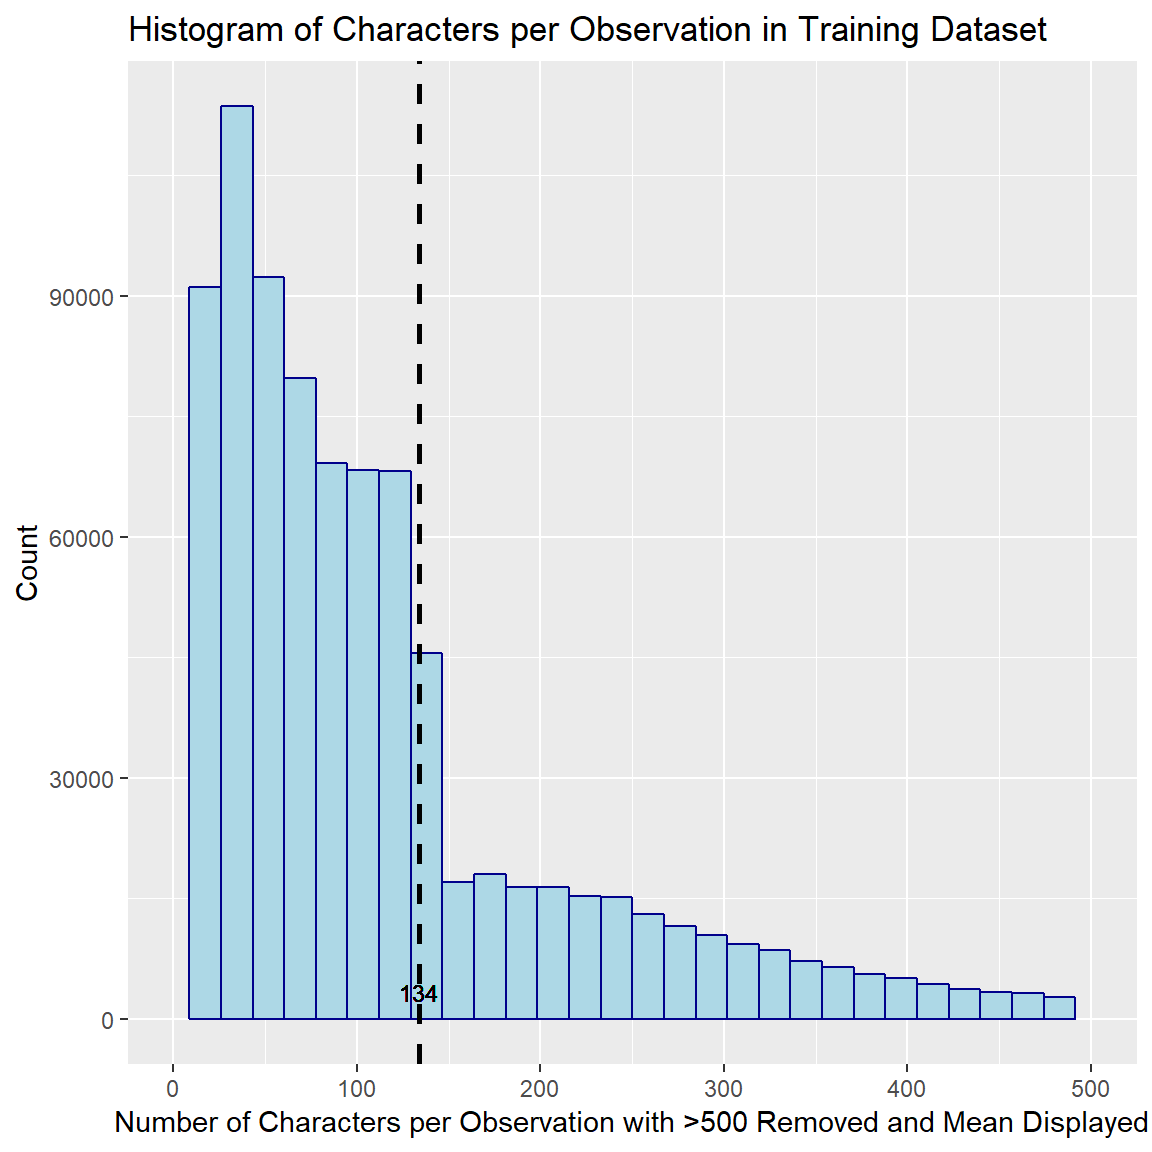 Histogram of Characters per Observation in Training Dataset
Count
90000
60000
30000
0
134
0 100 200 300 400 500
Number of Characters per Observation with >500 Removed and Mean Displayed